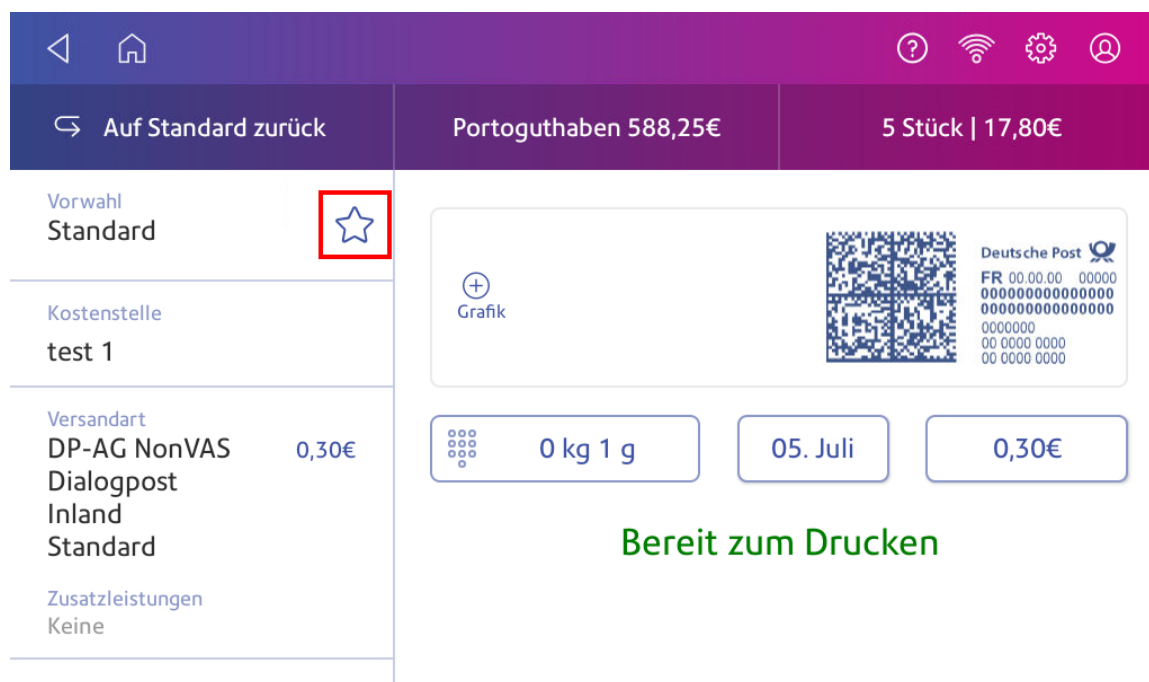 Auf Standard zurück
Portoguthaben 588,25€
5 Stück | 17,80€
Vorwahl
Standard
Kostenstelle
test 1
Versandart
DP-AG NonVAS 0,30€
Dialogpost
Inland
Standard
Zusatzleistungen
Keine
Grafik
Deutsche Post
FR 00.00.00 00000
000000000000000
000000000000000
0000000
00 0000 0000
00 0000 0000
0 kg 1 g
05. Juli
0,30€
Bereit zum Drucken